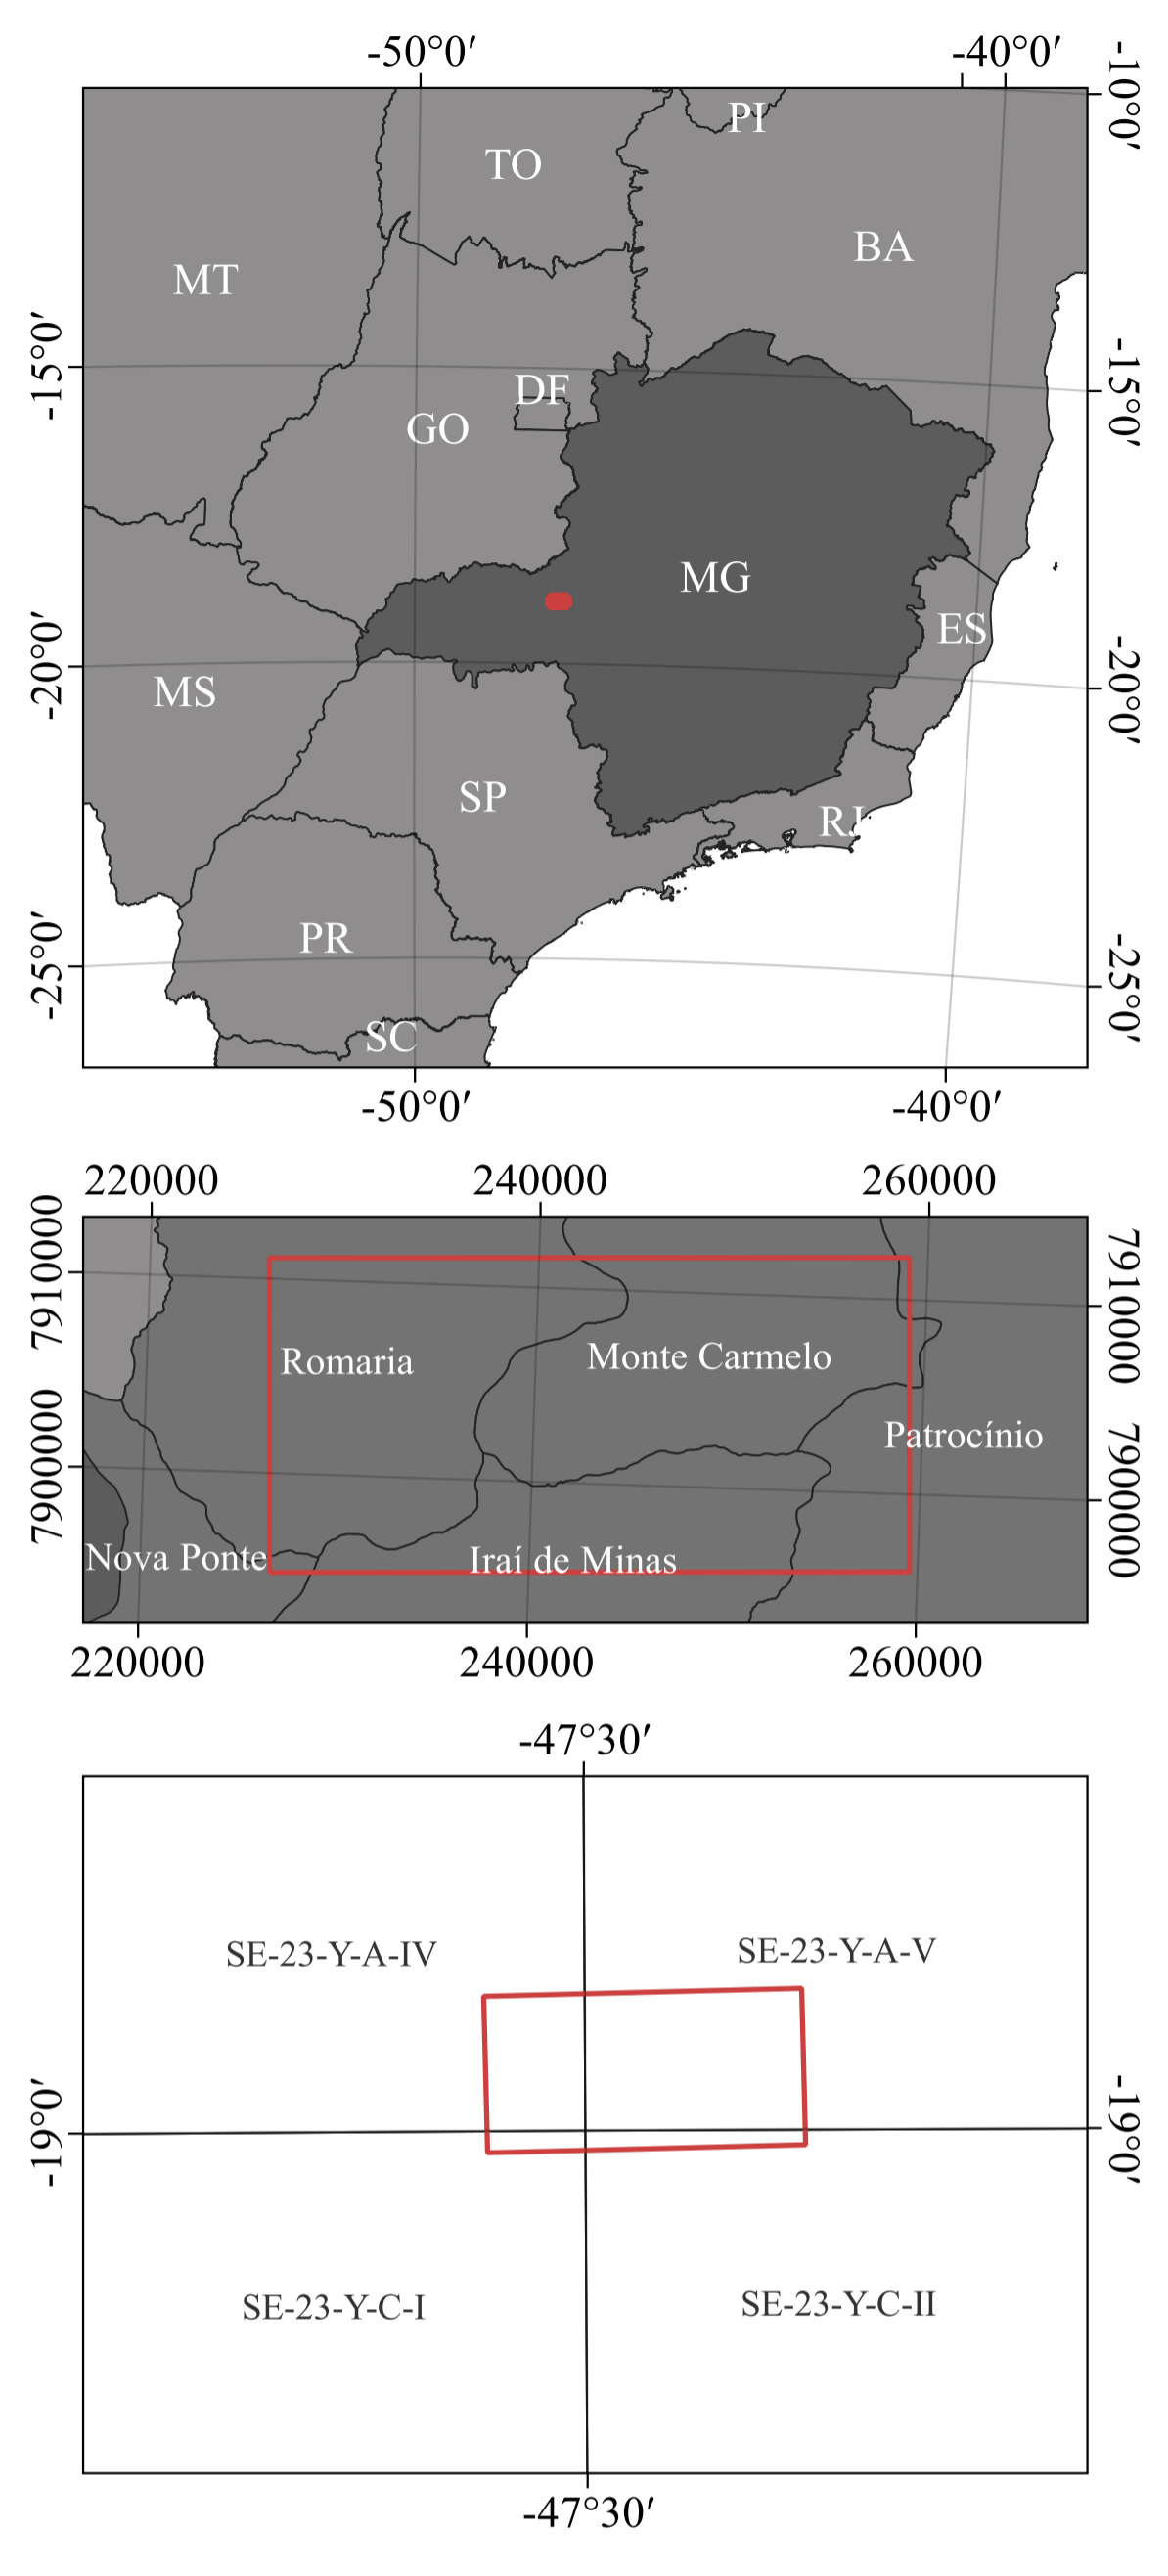 -50°0′ -40°0′
-10°0′
PI
TO
BA
MT
-15°0′ -15°0′
DF
GO
MG
ES
-20°0′ -20°0′
MS
SP
RJ
PR
-25°0′ -25°0′
SC
-50°0′ -40°0′
220000 240000 260000
7910000 7910000
Romaria Monte Carmelo
Patrocínio
7900000 7900000
Nova Ponte Iraí de Minas
220000 240000 260000
-47°30′
SE-23-Y-A-IV SE-23-Y-A-V
-19°0′ -19°0′
SE-23-Y-C-I SE-23-Y-C-II
-47°30′